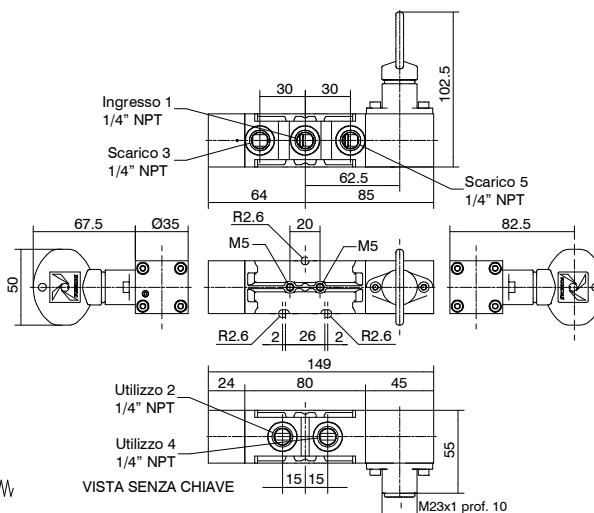 30
30
102.5
Ingresso 1
1/4” NPT
Scarico 3
1/4” NPT
62.5
Scarico 5
1/4” NPT
64
85
R2.6
20
67.5
Ø35
82.5
M5
M5
50
R2.6
2
26
2
R2.6
149
24
80
45
Utilizzo 2
1/4” NPT
Utilizzo 4
1/4” NPT
55
15
15
VISTA SENZA CHIAVE
M23x1 prof. 10